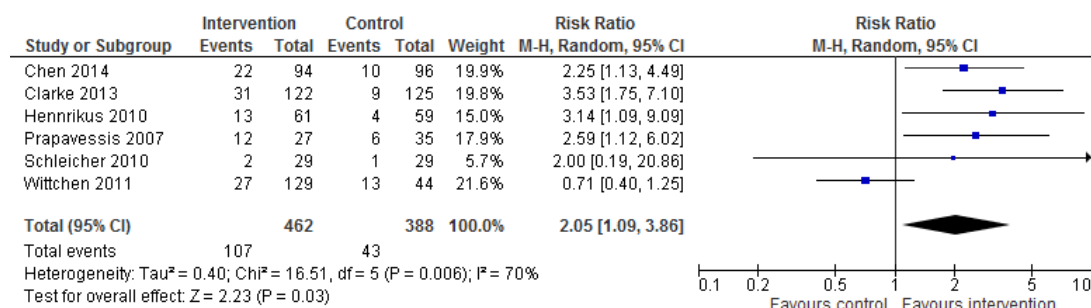 Intervention Control Risk Ratio Risk Ratio
Study or Subgroup Events Total Events Total Weight M-H, Random, 95% CI M-H, Random, 95% CI
Chen 2014 22 94 10 96 19.9% 2.25 [1.13, 4.49]
Clarke 2013 31 122 9 125 19.8% 3.53 [1.75, 7.10]
Hennrikus 2010 13 61 4 59 15.0% 3.14 [1.09, 9.09]
Prapavessis 2007 12 27 6 35 17.9% 2.59 [1.12, 6.02]
Schleicher 2010 2 29 1 29 5.7% 2.00 [0.19, 20.86]
Wittchen 2011 27 129 13 44 21.6% 0.71 [0.40, 1.25]
Total (95% CI) 462 388 100.0% 2.05 [1.09, 3.86]
Total events 107 43
Heterogeneity: Tau² = 0.40; Chi² = 16.51, df = 5 (P = 0.006); I² = 70%
Test for overall effect: Z = 2.23 (P = 0.03)
0.1 0.2 0.5 1 2 5 10
Favours control Favours intervention